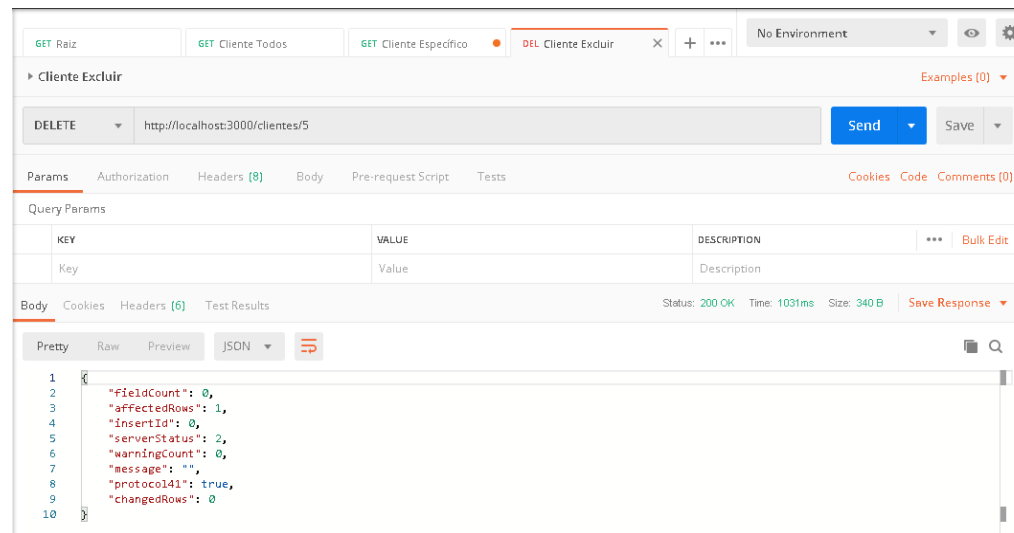 GET Raiz GET Cliente Todos GET Cliente Específico DEL Cliente Excluir No Environment
Cliente Excluir Examples (0)
DELETE http://localhost:3000/clientes/5 Send Save
Params Authorization Headers (8) Body Pre-request Script Tests Cookies Code Comments (0)
Query Params
KEY VALUE DESCRIPTION Bulk Edit
Key Value Description
Body Cookies Headers (6) Test Results Status: 200 OK Time: 1031ms Size: 340 B Save Response
Pretty Raw Preview JSON
1 {
2 "fieldCount": 0,
3 "affectedRows": 1,
4 "insertId": 0,
5 "serverStatus": 2,
6 "warningCount": 0,
7 "message": "",
8 "protocol41": true,
9 "changedRows": 0
10 }